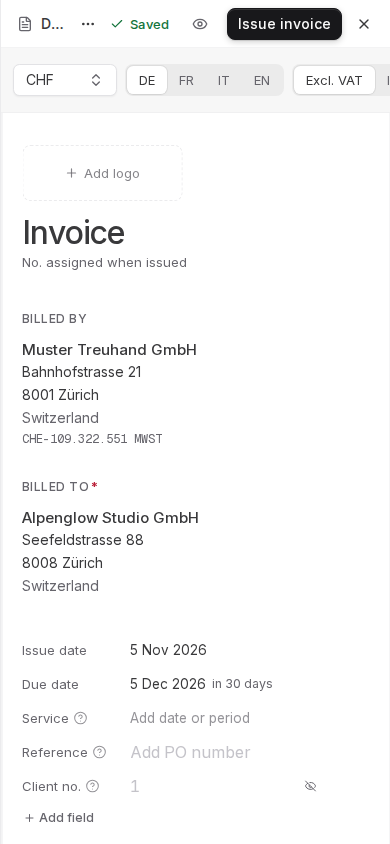 D... ... Saved Issue invoice
CHF DE FR IT EN Excl. VAT
Add logo
Invoice
No. assigned when issued
BILLED BY
Muster Treuhand GmbH
Bahnhofstrasse 21
8001 Zürich
Switzerland
CHE-109.322.551 MWST
BILLED TO*
Alpenglow Studio GmbH
Seefeldstrasse 88
8008 Zürich
Switzerland
Issue date 5 Nov 2026
Due date 5 Dec 2026 in 30 days
Service Add date or period
Reference Add PO number
Client no. 1
+ Add field